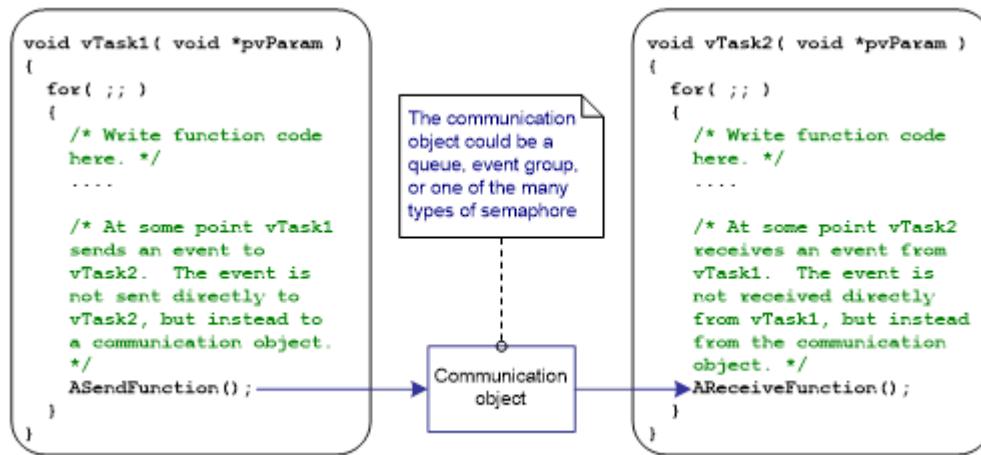 void vTask1( void *pvParam )
{
for( ;; )
{
/* Write function code
here. */
....
/* At some point vTask1
sends an event to
vTask2. The event is
not sent directly to
vTask2, but instead to
a communication object.
*/
ASendFunction();
}
}
The communication
object could be a
queue, event group,
or one of the many
types of semaphore
Communication
object
void vTask2( void *pvParam )
{
for( ;; )
{
/* Write function code
here. */
....
/* At some point vTask2
receives an event from
vTask1. The event is
not received directly
from vTask1, but instead
from the communication
object. */
AReceiveFunction();
}
}